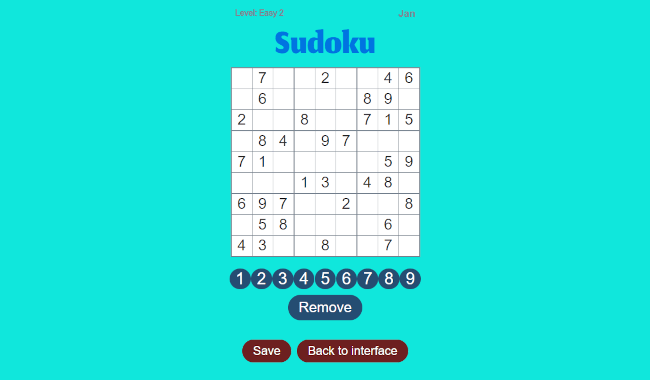 Level: Easy 2 Jan
Sudoku
7 2 4 6
6 8 9
2 8 7 1 5
8 4 9 7
7 1 5 9
1 3 4 8
6 9 7 2 8
5 8 6
4 3 8 7
1 2 3 4 5 6 7 8 9
Remove
Save Back to interface